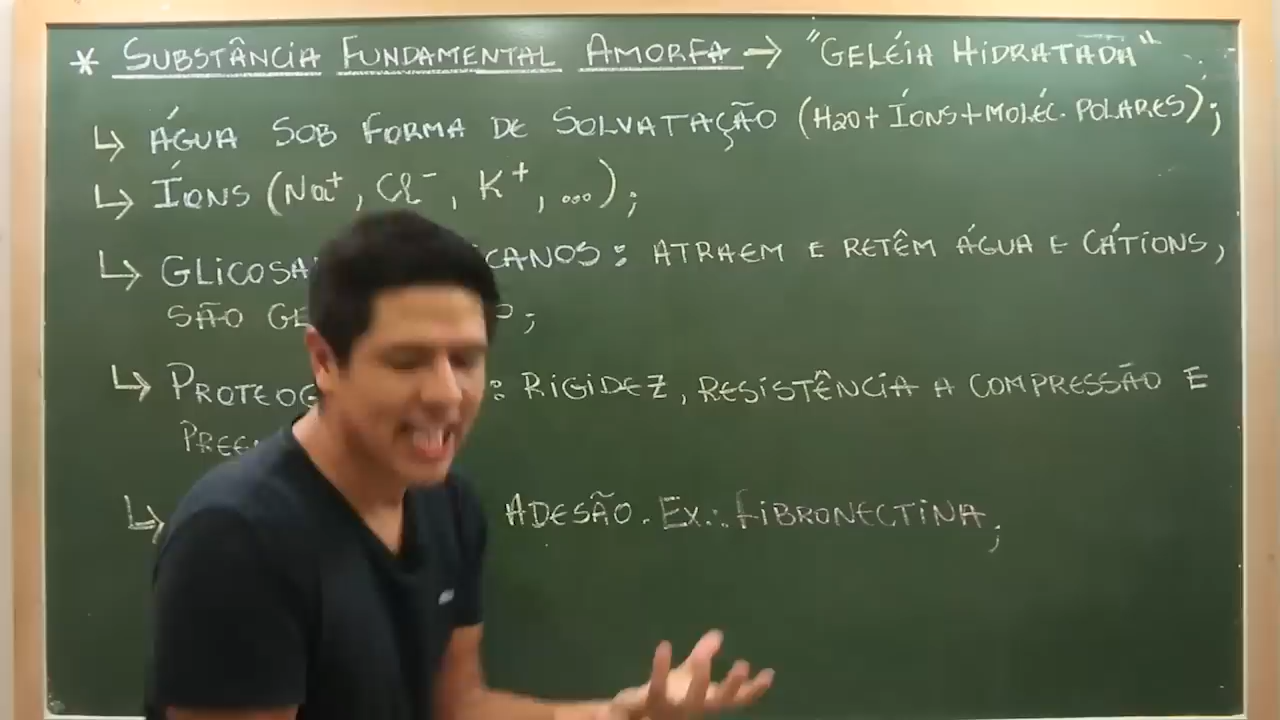 * SUBSTÂNCIA FUNDAMENTAL AMORFA → "GELÉIA HIDRATADA"
↳ ÁGUA SOB FORMA DE SOLVATAÇÃO (H2O + ÍONS + MOLÉC. POLARES);
↳ ÍONS (Na⁺, Cl⁻, K⁺, ...);
↳ GLICOSA CANOS: ATRAEM E RETÊM ÁGUA E CÁTIONS,
SÃO GE ;
↳ PROTEOG : RIGIDEZ, RESISTÊNCIA A COMPRESSÃO E
PREE
↳ ADESÃO. EX.: FIBRONECTINA;